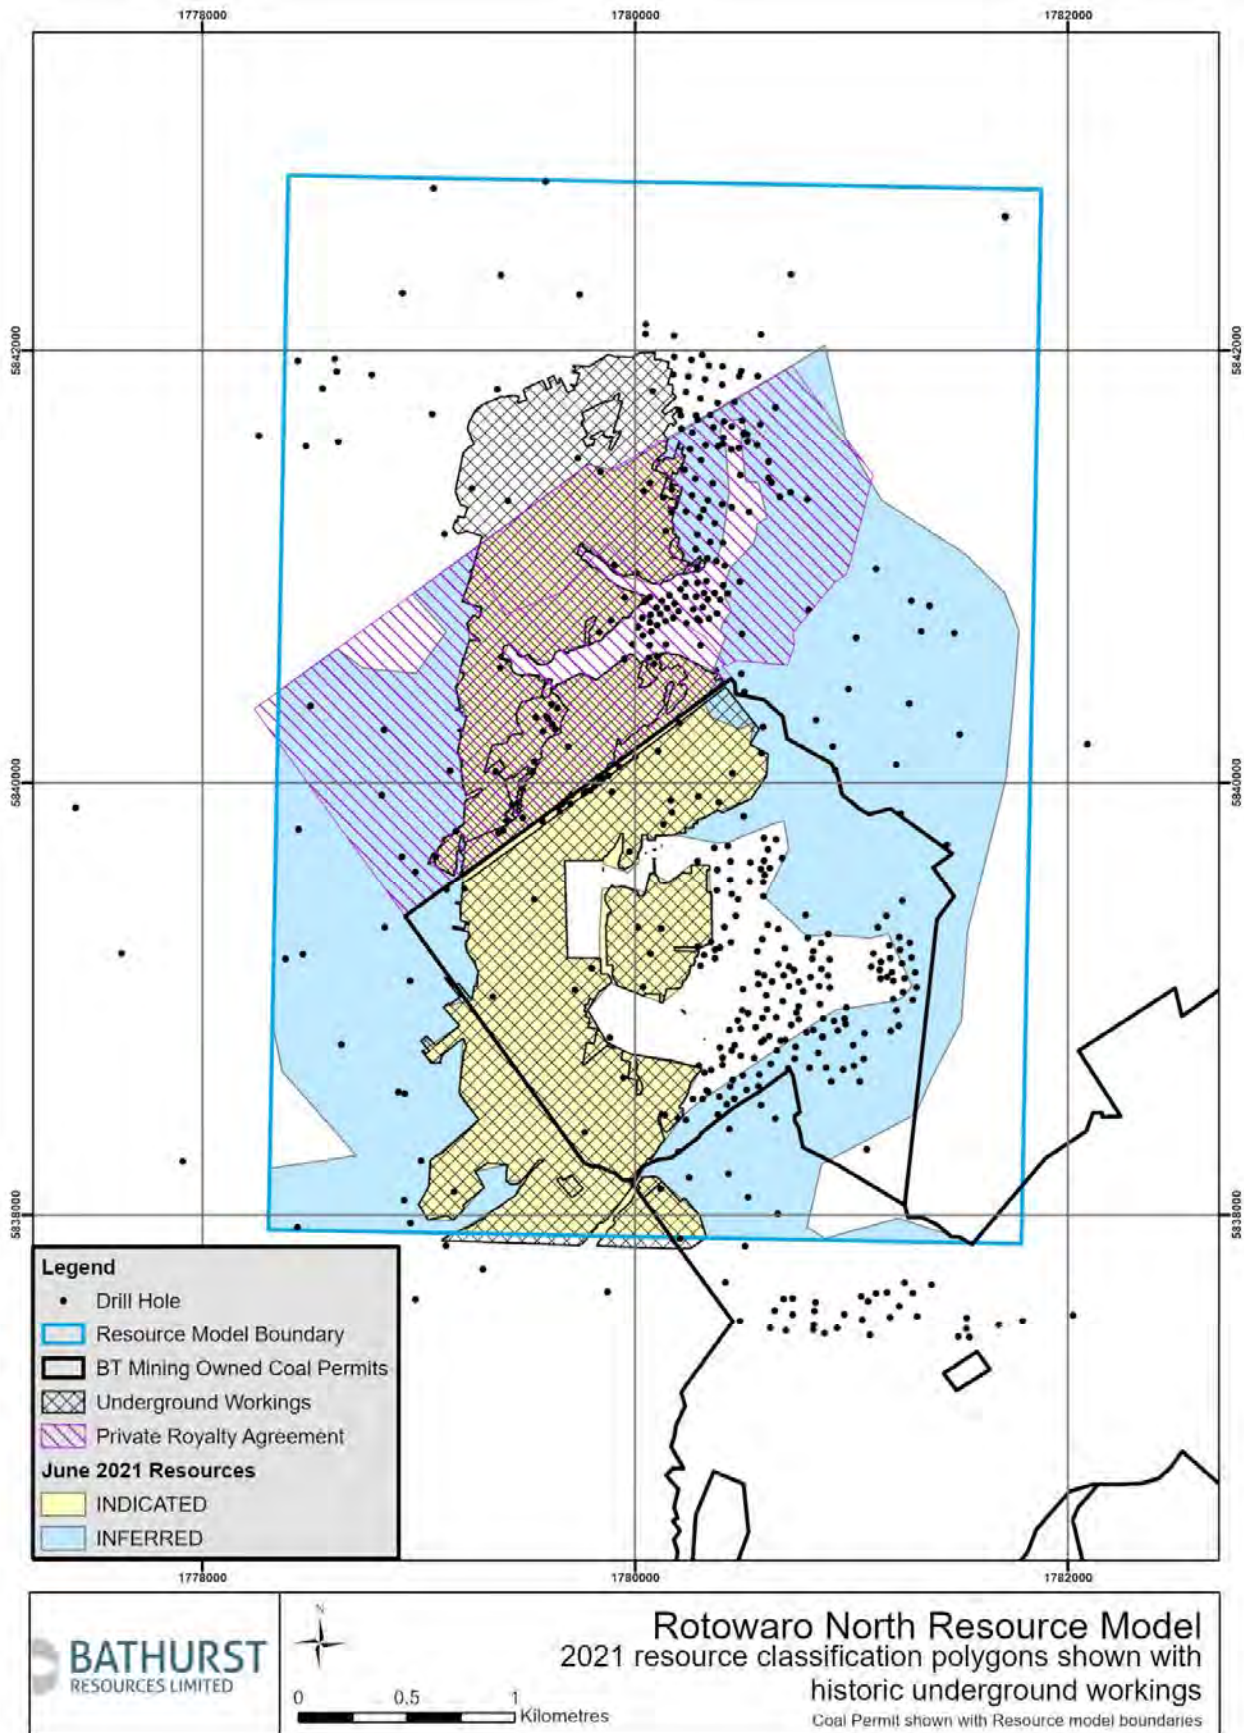 1778000
1780000
1782000
5842000
5842000
5840000
5840000
5838000
5838000
Legend
Drill Hole
Resource Model Boundary
BT Mining Owned Coal Permits
Underground Workings
Private Royalty Agreement
June 2021 Resources
INDICATED
INFERRED
1778000
1780000
1782000
BATHURST
RESOURCES LIMITED
N
0 0.5 1
Kilometres
Rotowaro North Resource Model
2021 resource classification polygons shown with
historic underground workings
Coal Permit shown with Resource model boundaries